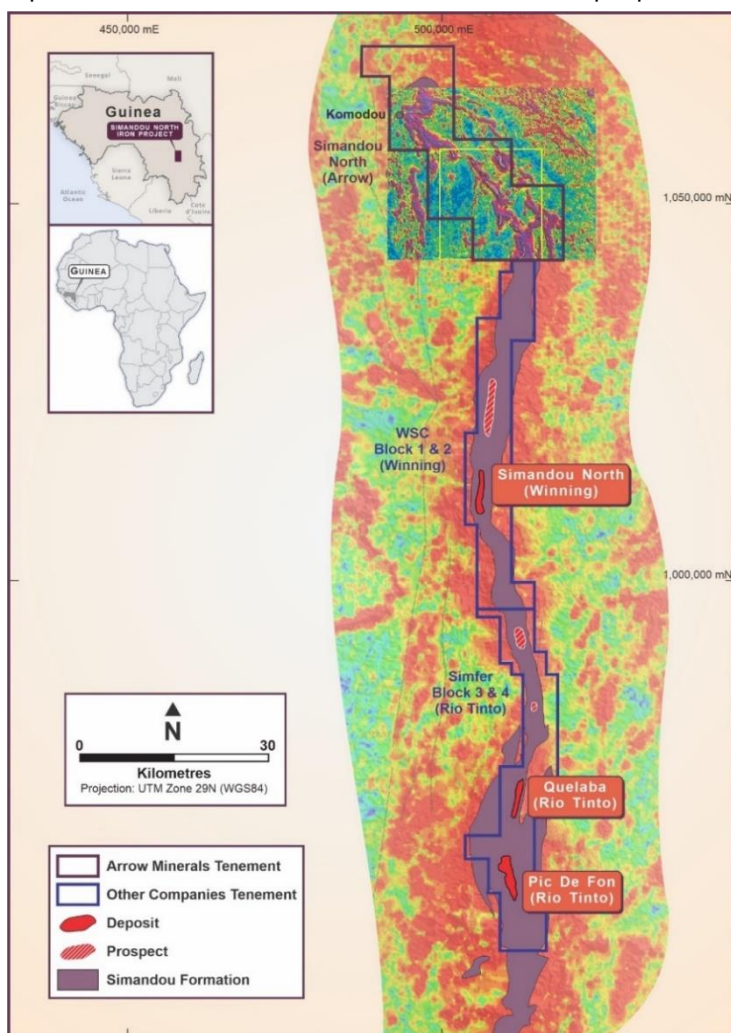 450,000 mE
500,000 mE
Senegal
Mali
Guinea
SIMANDOU NORTH
IRON PROJECT
Sierra
Leone
Atlantic
Ocean
Liberia
Cote
d'Ivoire
GUINEA
Komodou
Simandou
North
(Arrow)
1,050,000 mN
WSC
Block 1 & 2
(Winning)
Simandou North
(Winning)
1,000,000 mN
Simfer
Block 3 & 4
(Rio Tinto)
N
0
30
Kilometres
Projection: UTM Zone 29N (WGS84)
Quelaba
(Rio Tinto)
Pic De Fon
(Rio Tinto)
Arrow Minerals Tenement
Other Companies Tenement
Deposit
Prospect
Simandou Formation